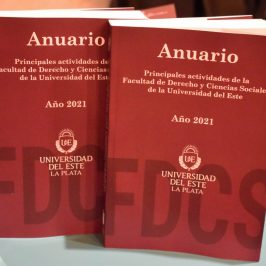 Anuario
Principales actividades de
Facultad de Derecho y Ciencias
de la Universidad del Este
Año 2021
UE
UNIVERSIDAD
DEL ESTE
LA PLATA
FDC
Anuario
Principales actividades de la
Facultad de Derecho y Ciencias Sociales
de la Universidad del Este
Año 2021
UE
UNIVERSIDAD
DEL ESTE
LA PLATA
FDCS